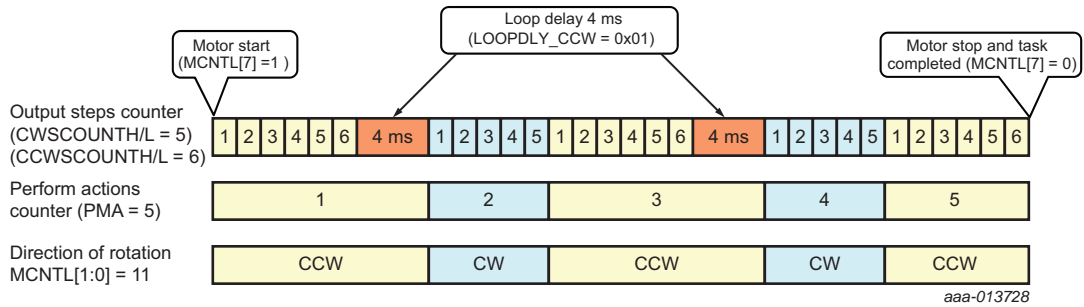 Loop delay 4 ms
(LOOPDLY_CCW = 0x01)
Motor start
(MCNTL[7] =1 )
Motor stop and task
completed (MCNTL[7] = 0)
Output steps counter
(CWSCOUNTH/L = 5)
(CCWSCOUNTH/L = 6)
1 2 3 4 5 6 4 ms 1 2 3 4 5 1 2 3 4 5 6 4 ms 1 2 3 4 5 1 2 3 4 5 6
Perform actions
counter (PMA = 5)
1 2 3 4 5
Direction of rotation
MCNTL[1:0] = 11
CCW CW CCW CW CCW
aaa-013728